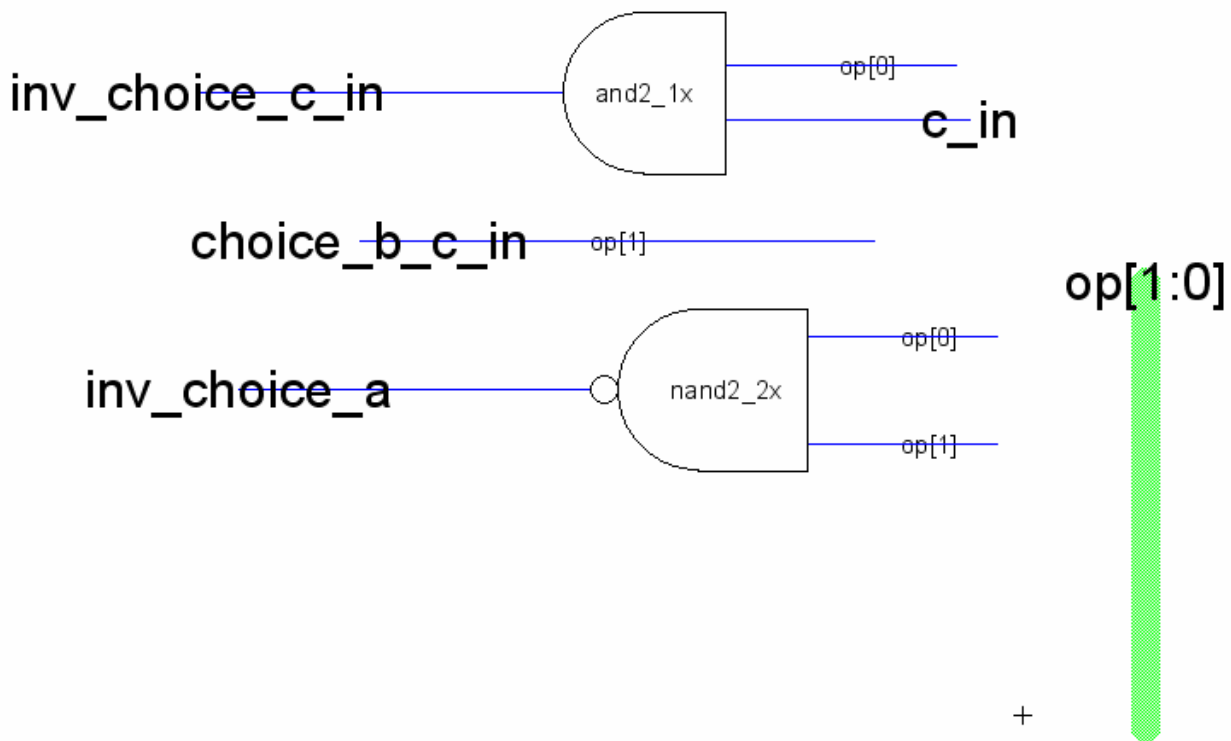 op[0]
inv_choice_c_in
and2_1x
c_in
choice_b_c_in
op[1]
op[1:0]
op[0]
inv_choice_a
nand2_2x
op[1]